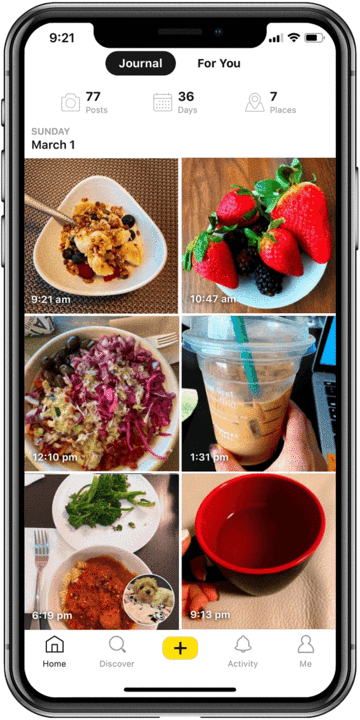 9:21
Journal
For You
77
Posts
36
Days
7
Places
SUNDAY
March 1
9:21 am
10:47 am
12:10 pm
1:31 pm
6:19 pm
9:13 pm
Home
Discover
Activity
Me